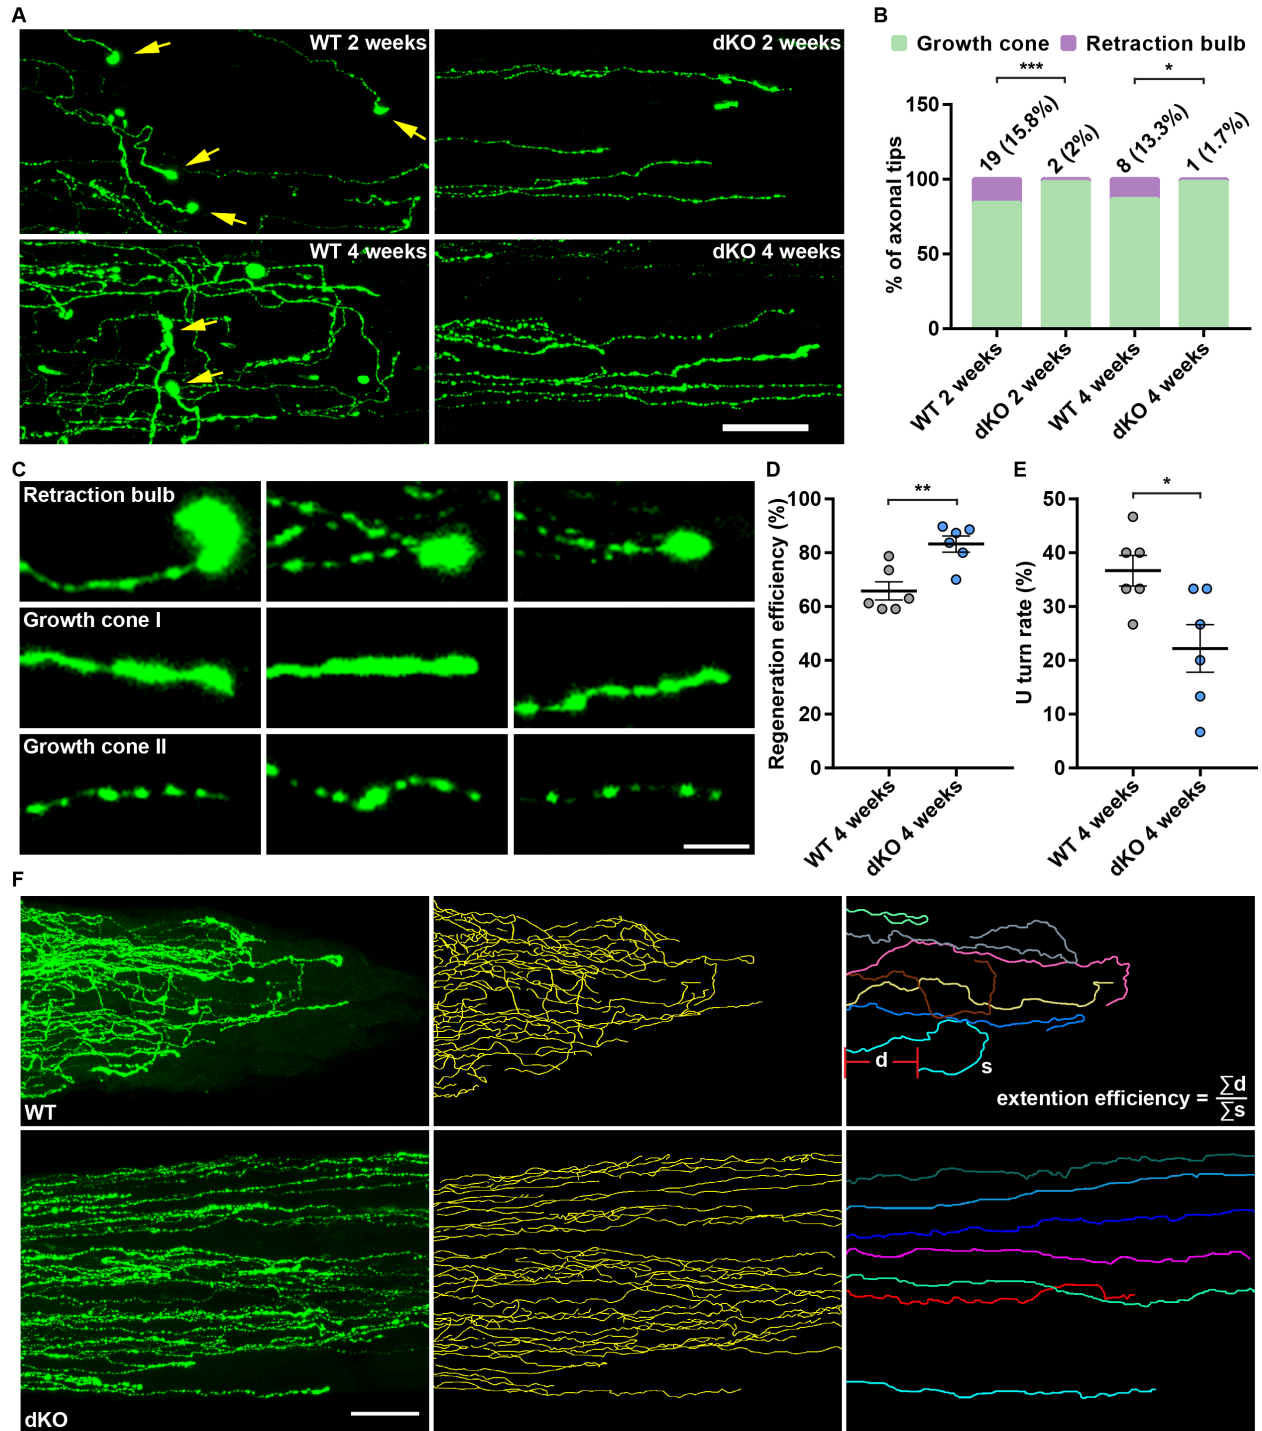 A
WT 2 weeks
dKO 2 weeks
WT 4 weeks
dKO 4 weeks
B
Growth cone
Retraction bulb
***
*
19 (15.8%)
2 (2%)
8 (13.3%)
1 (1.7%)
% of axonal tips
150
100
50
0
WT 2 weeks
dKO 2 weeks
WT 4 weeks
dKO 4 weeks
C
Retraction bulb
Growth cone I
Growth cone II
D
**
Regeneration efficiency (%)
100
80
60
40
20
0
WT 4 weeks
dKO 4 weeks
E
*
U turn rate (%)
50
40
30
20
10
0
WT 4 weeks
dKO 4 weeks
F
WT
d
s
extention efficiency = ∑d
∑s
dKO